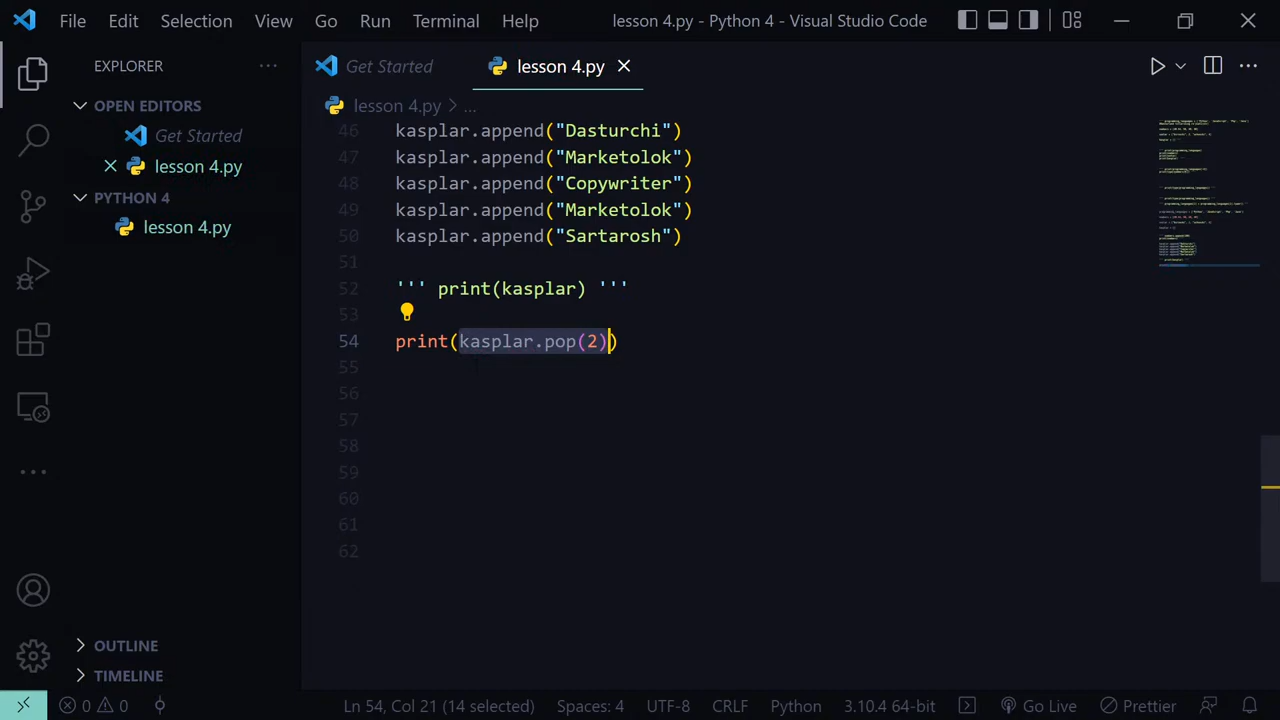 File Edit Selection View Go Run Terminal Help lesson 4.py - Python 4 - Visual Studio Code
EXPLORER
OPEN EDITORS
Get Started
lesson 4.py
PYTHON 4
lesson 4.py
OUTLINE
TIMELINE
Get Started lesson 4.py
lesson 4.py > ...
46 kasplar.append("Dasturchi")
47 kasplar.append("Marketolok")
48 kasplar.append("Copywriter")
49 kasplar.append("Marketolok")
50 kasplar.append("Sartarosh")
51
52 ''' print(kasplar) '''
53
54 print(kasplar.pop(2))
55
56
57
58
59
60
61
62
0 0 Ln 54, Col 21 (14 selected) Spaces: 4 UTF-8 CRLF Python 3.10.4 64-bit Go Live Prettier